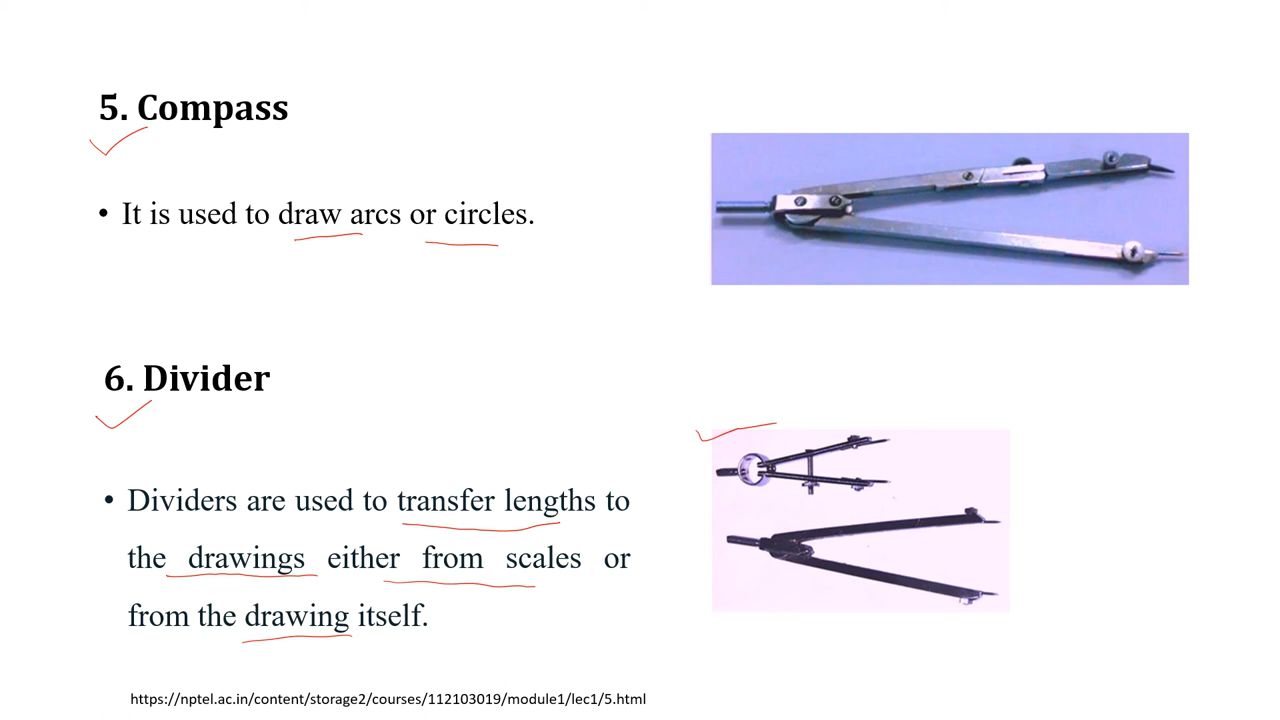 5. Compass
• It is used to draw arcs or circles.
6. Divider
• Dividers are used to transfer lengths to
the drawings either from scales or
from the drawing itself.
https://nptel.ac.in/content/storage2/courses/112103019/module1/lec1/5.html